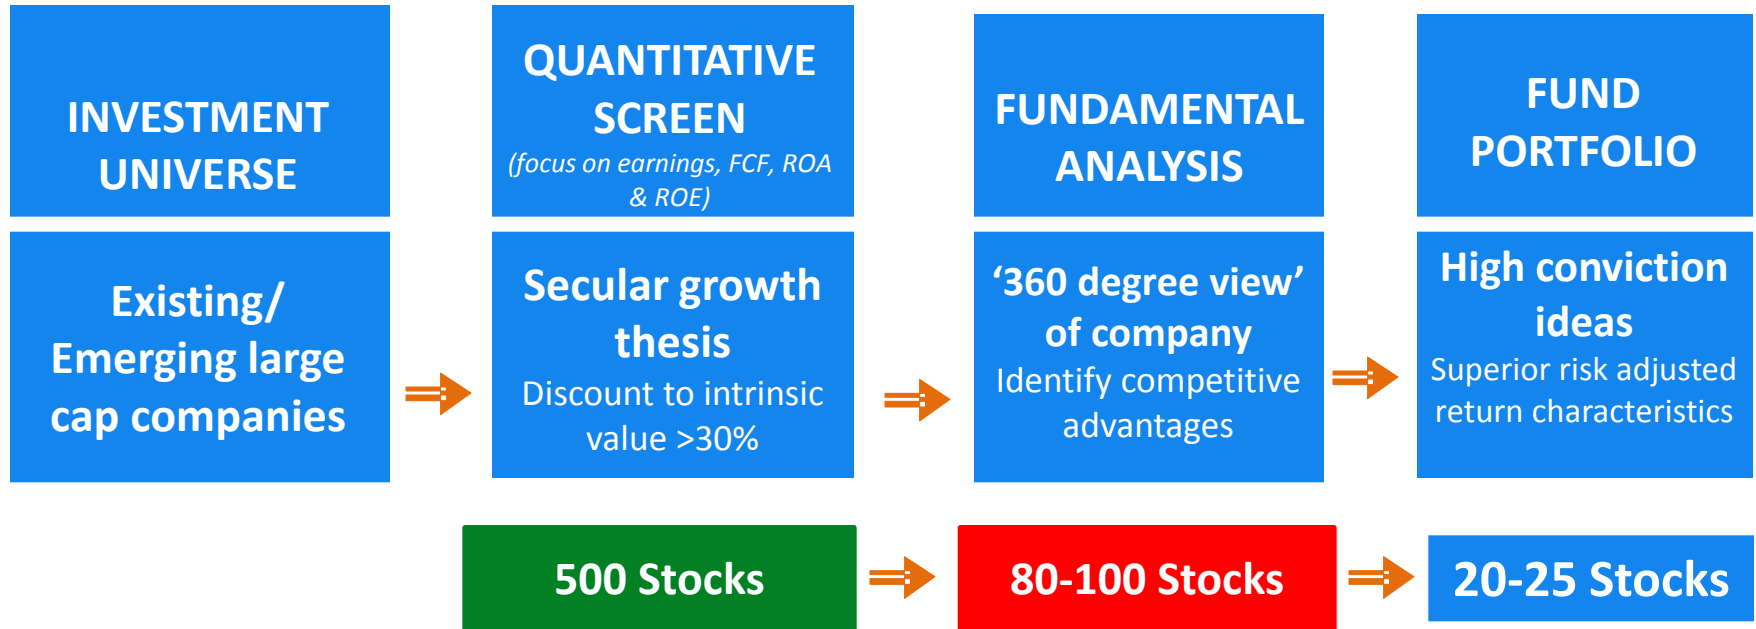 INVESTMENT
UNIVERSE
QUANTITATIVE
SCREEN
(focus on earnings, FCF, ROA
& ROE)
FUNDAMENTAL
ANALYSIS
FUND
PORTFOLIO
Existing/
Emerging large
cap companies
Secular growth
thesis
Discount to intrinsic
value >30%
‘360 degree view’
of company
Identify competitive
advantages
High conviction
ideas
Superior risk adjusted
return characteristics
500 Stocks
80-100 Stocks
20-25 Stocks